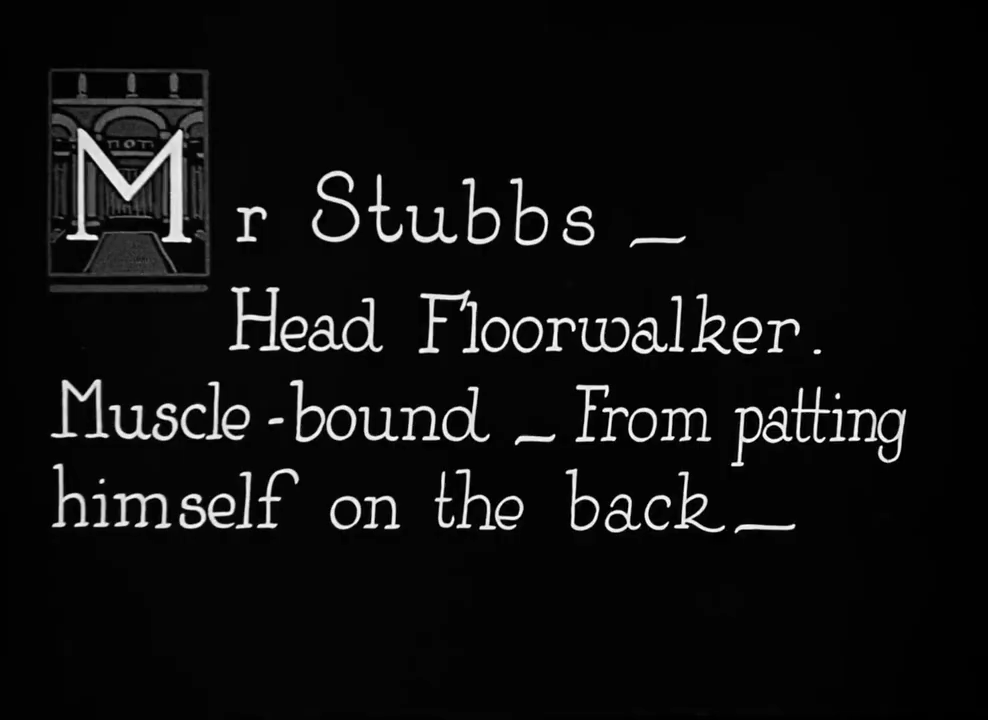 Mr Stubbs —
Head Floorwalker.
Muscle-bound — From patting
himself on the back —